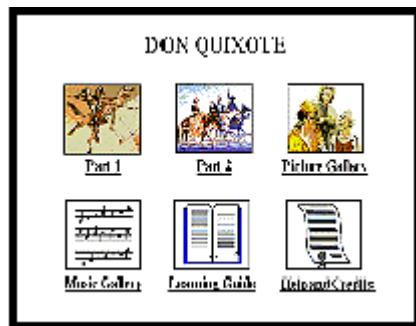 DON QUIXOTE
Part 1
Part 2
Picture Gallery
Music Gallery
Learning Guide
Help and Credits